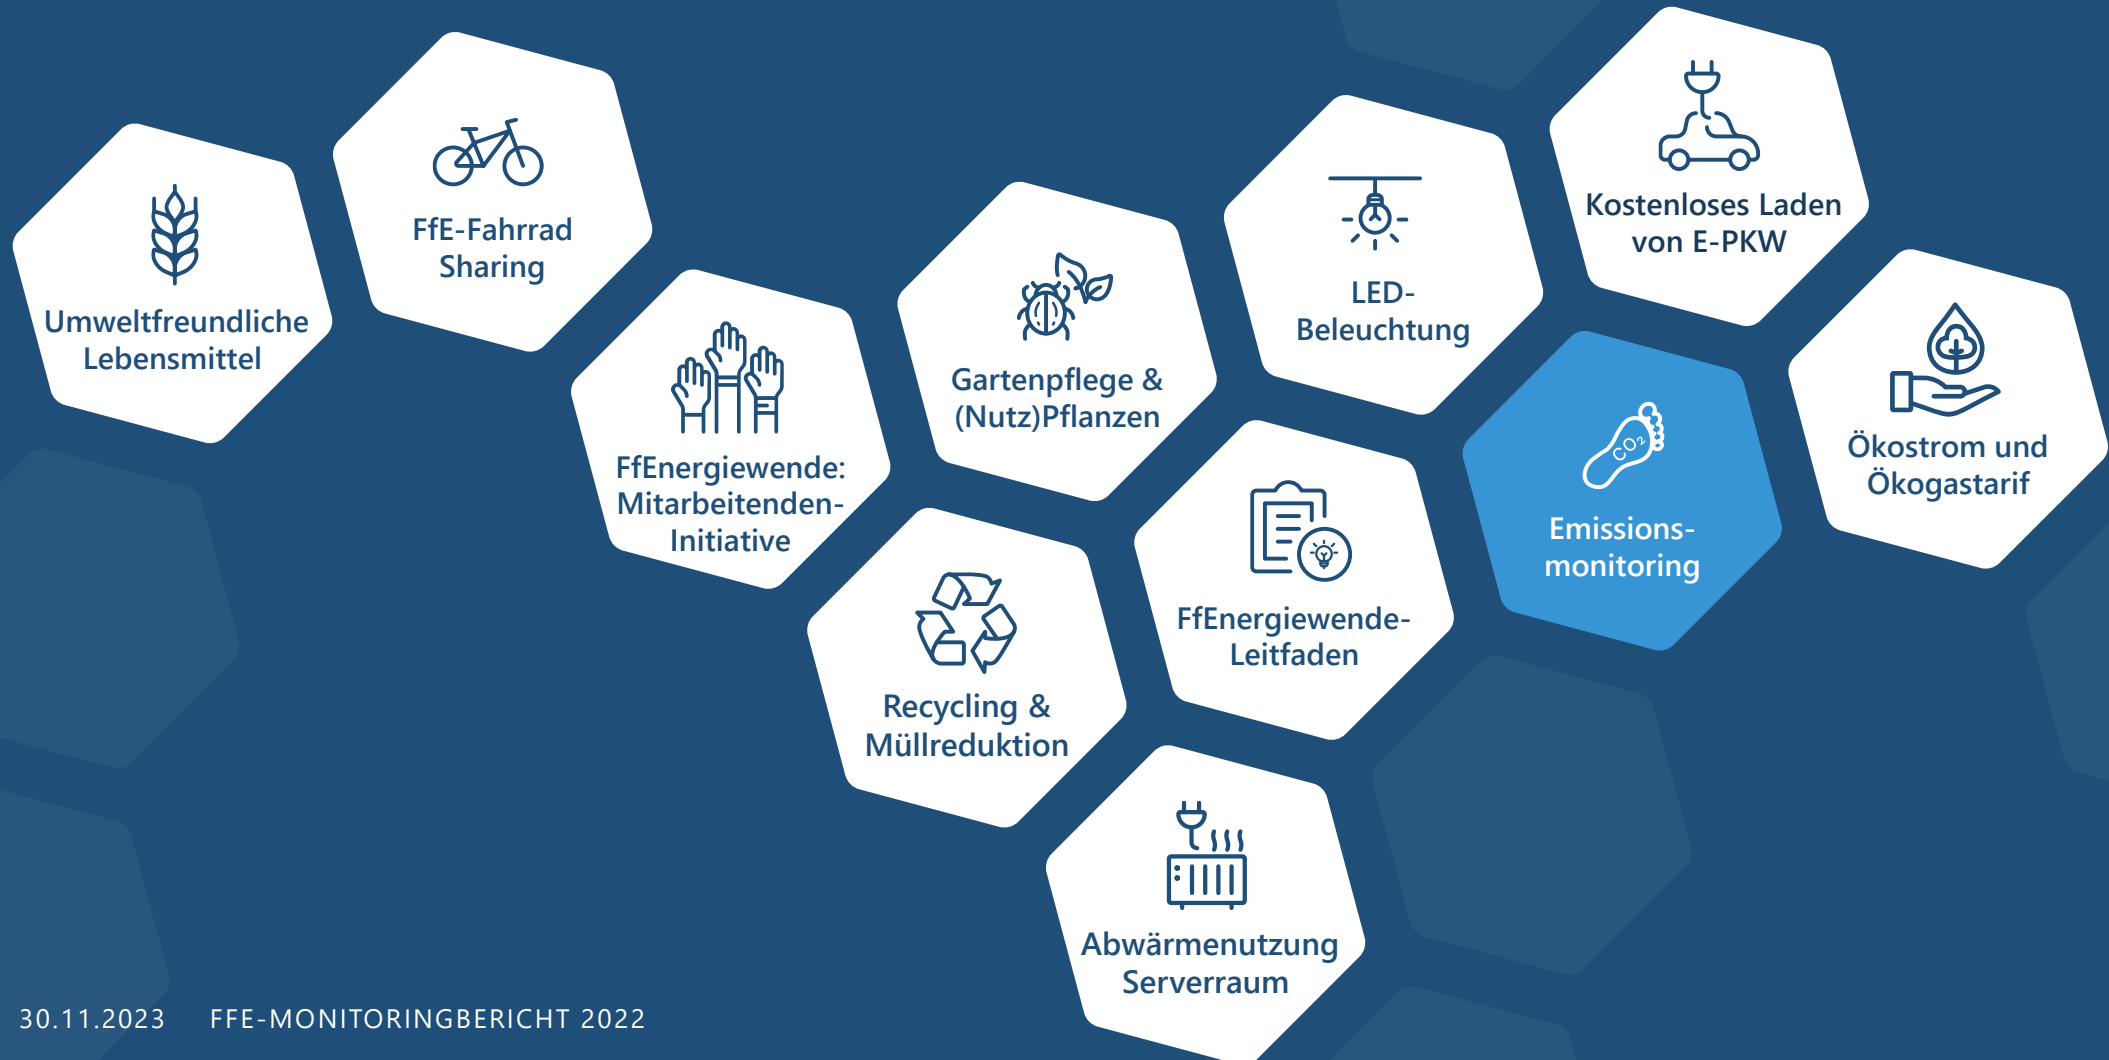 Umweltfreundliche
Lebensmittel
FfE-Fahrrad
Sharing
FfEnergiewende:
Mitarbeitenden-
Initiative
Gartenpflege &
(Nutz)Pflanzen
LED-
Beleuchtung
Kostenloses Laden
von E-PKW
Ökostrom und
Ökogastarif
CO₂
Emissions-
monitoring
FfEnergiewende-
Leitfaden
Recycling &
Müllreduktion
Abwärmenutzung
Serverraum
30.11.2023 FFE-MONITORINGBERICHT 2022